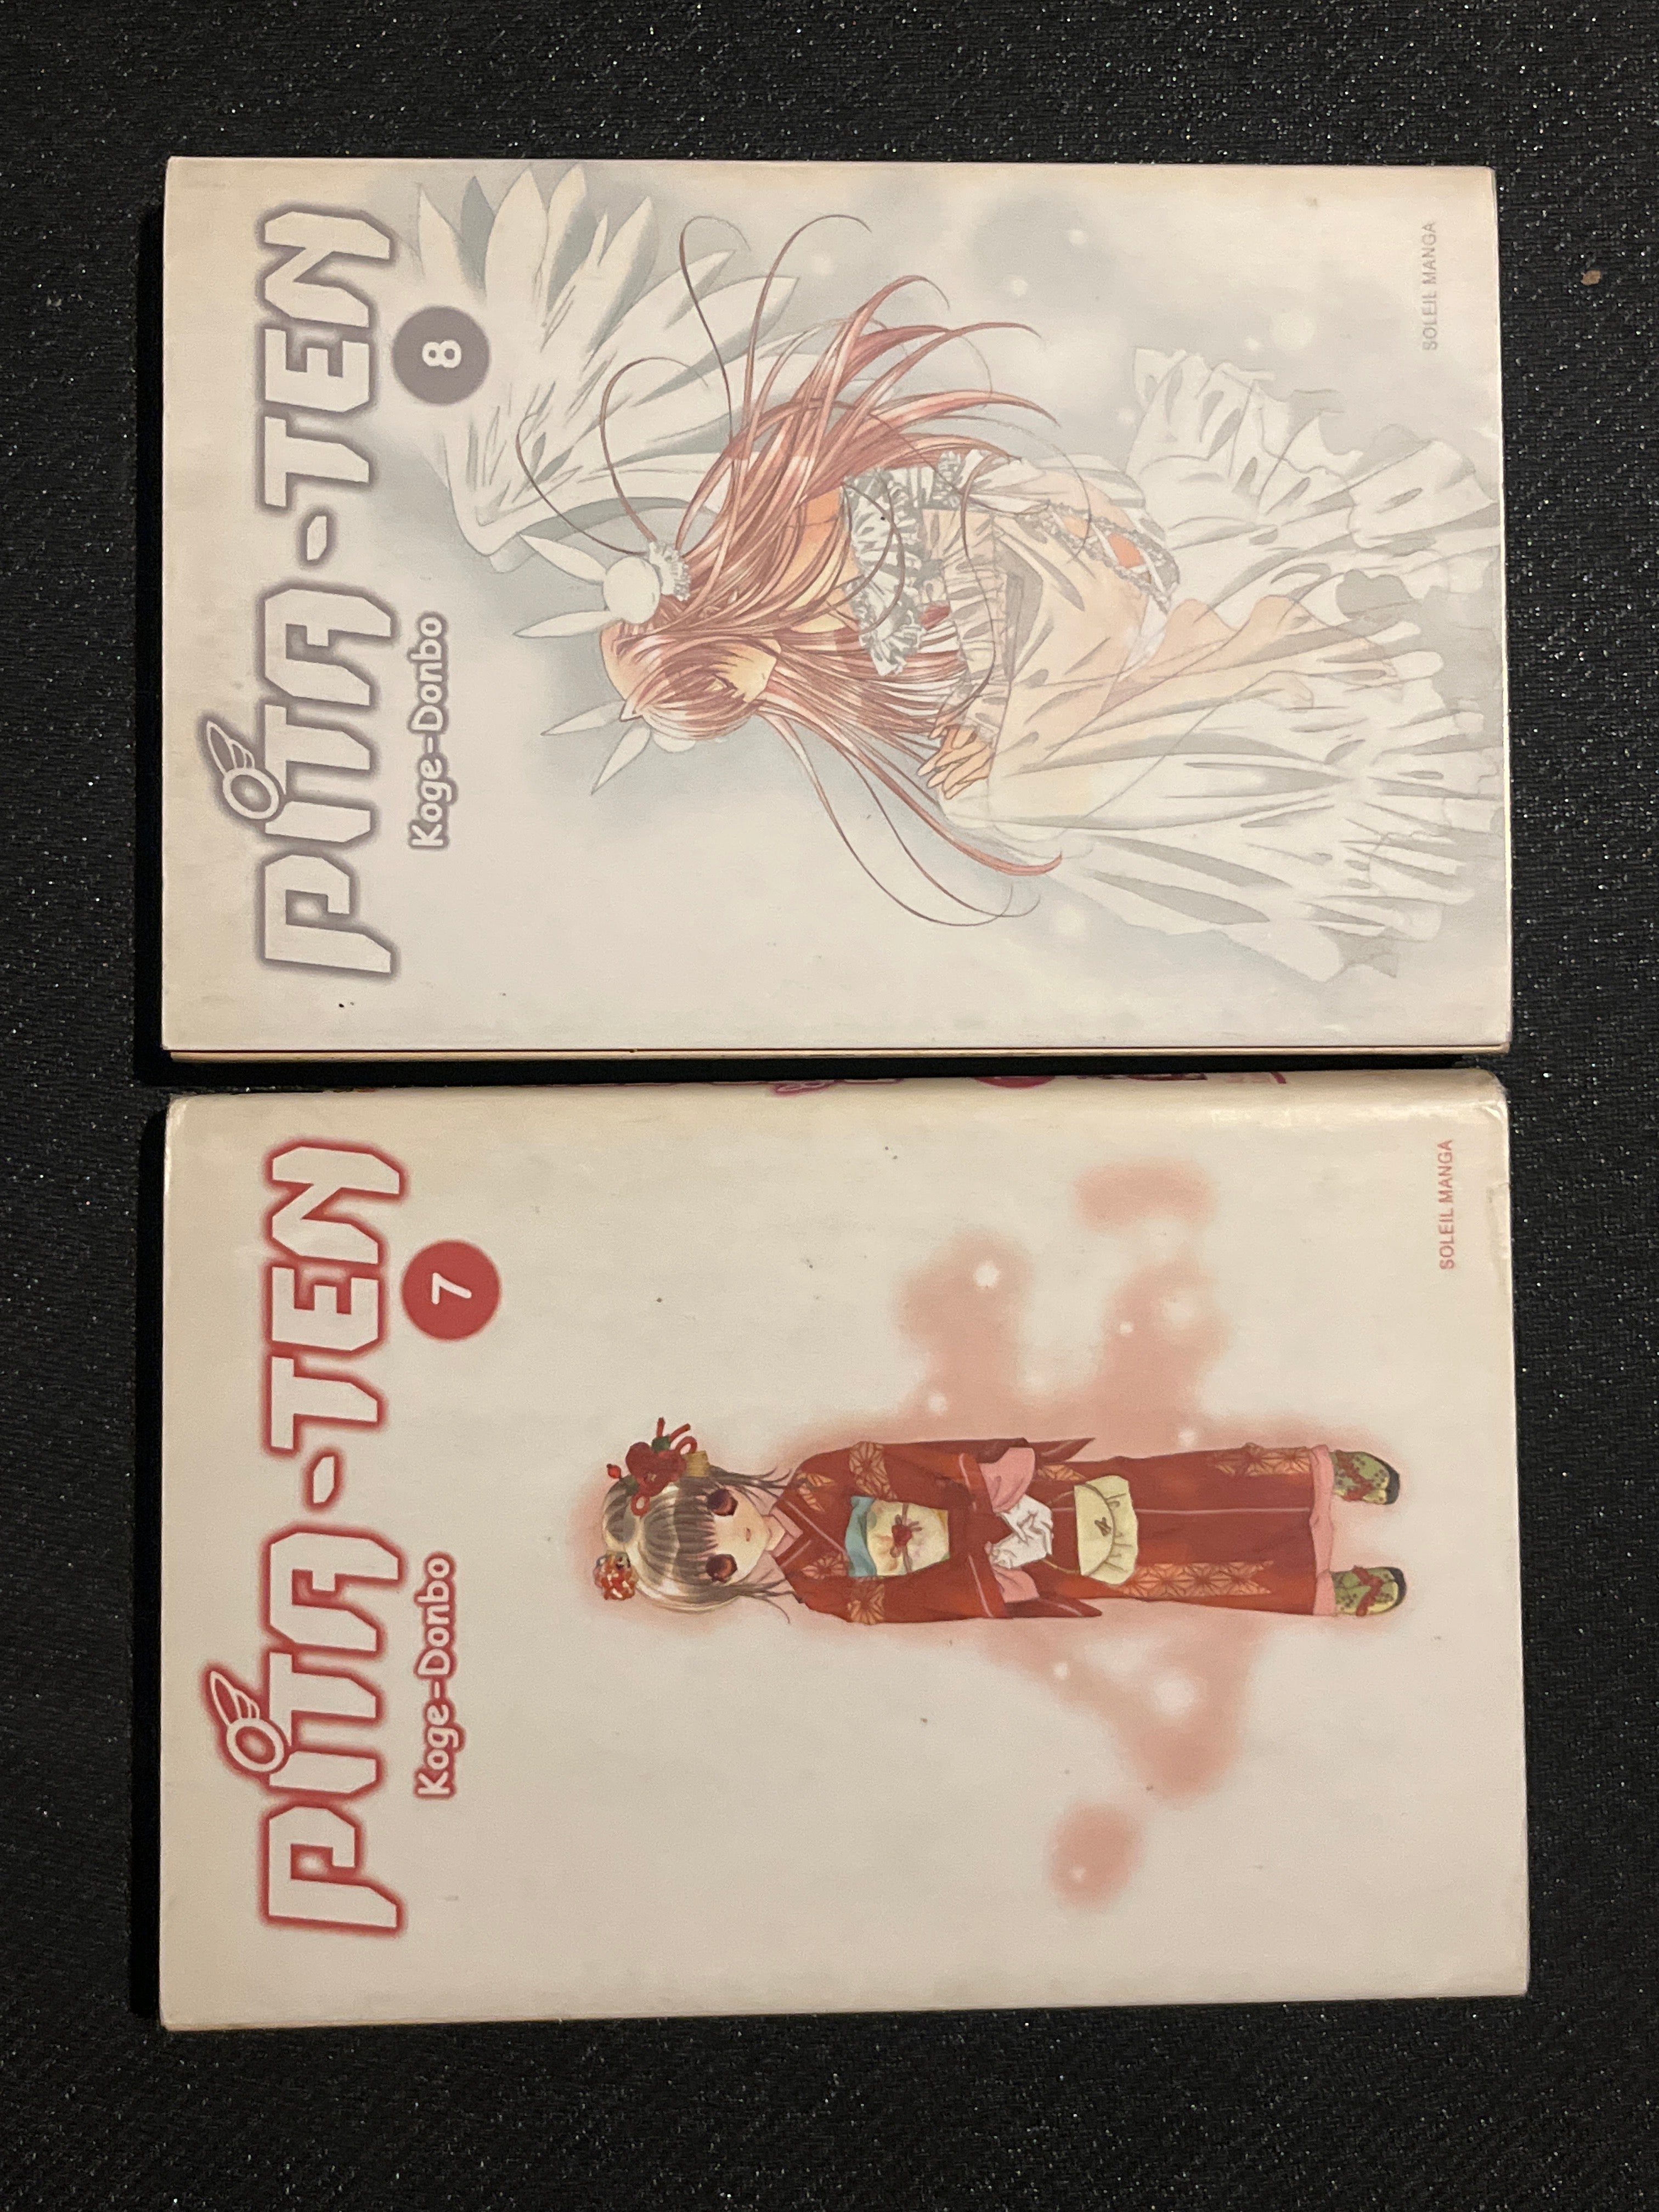 PITA-TEN
7
Koge-Donbo
SOLEIL MANGA
PITA-TEN
8
Koge-Donbo
SOLEIL MANGA